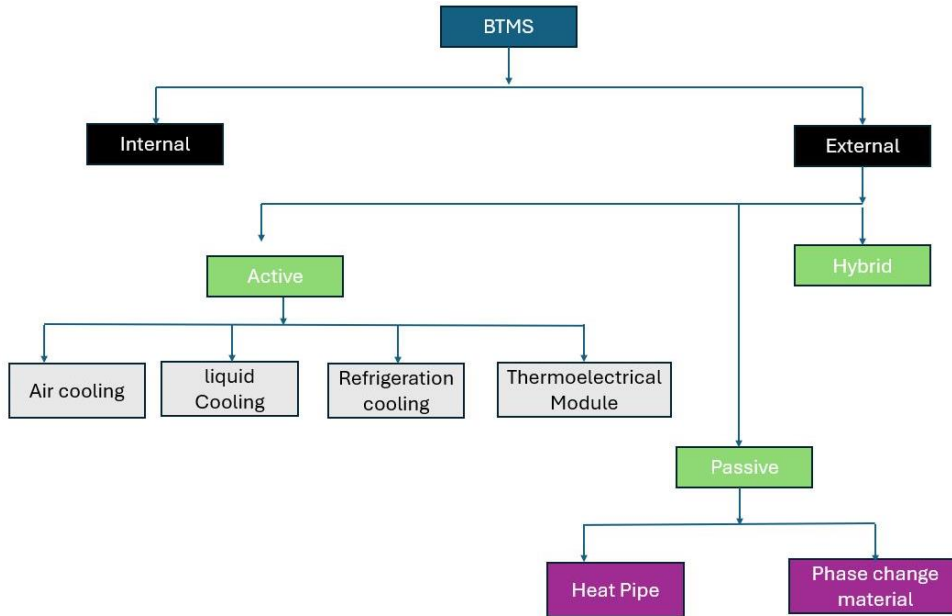 BTMS
Internal
External
Active
Hybrid
Air cooling
liquid
Cooling
Refrigeration
cooling
Thermoelectrical
Module
Passive
Heat Pipe
Phase change
material